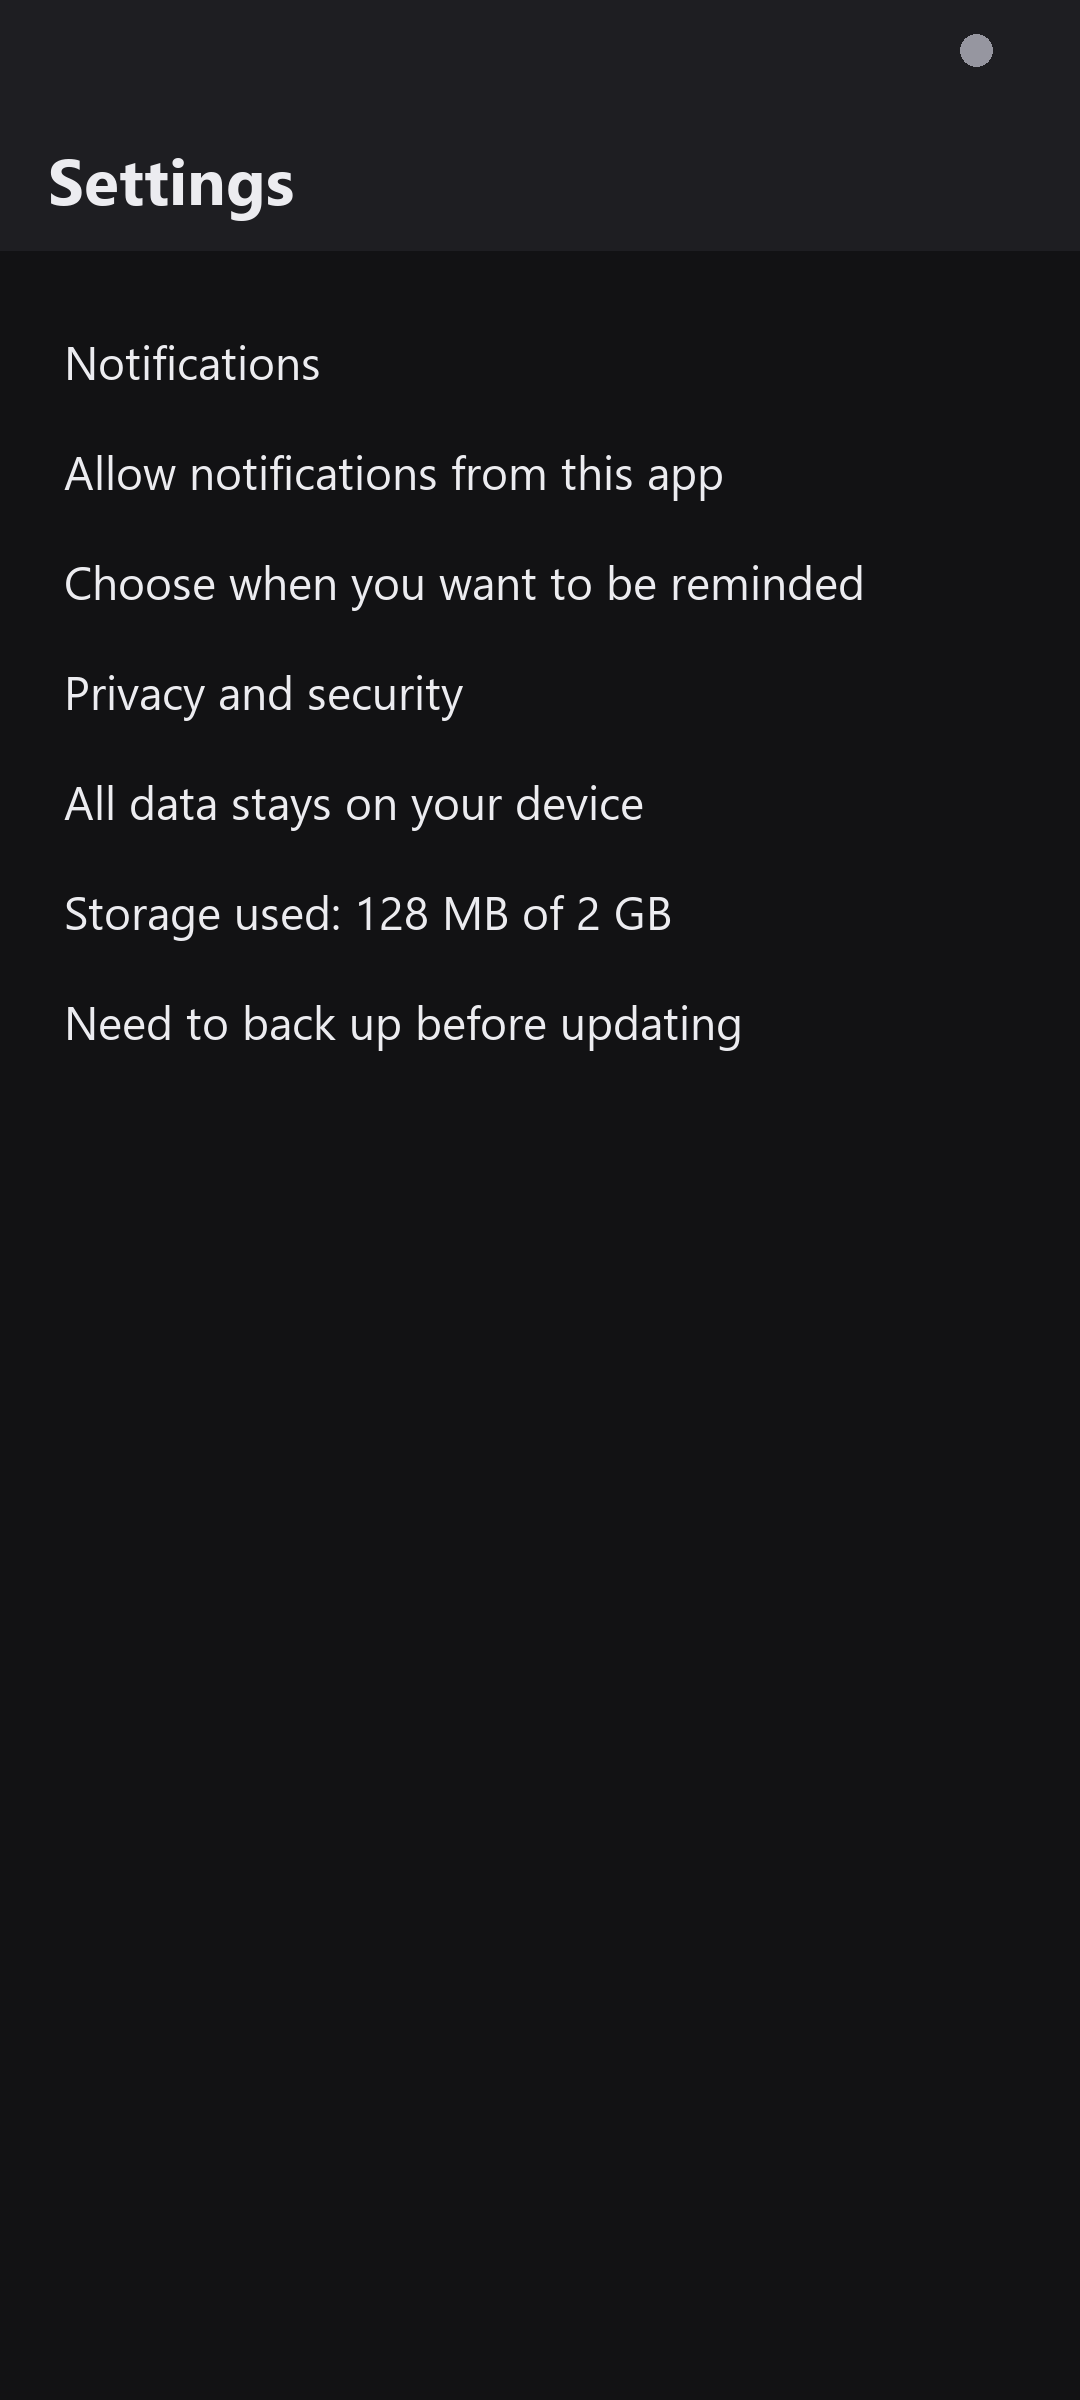 Settings
Notifications
Allow notifications from this app
Choose when you want to be reminded
Privacy and security
All data stays on your device
Storage used: 128 MB of 2 GB
Need to back up before updating